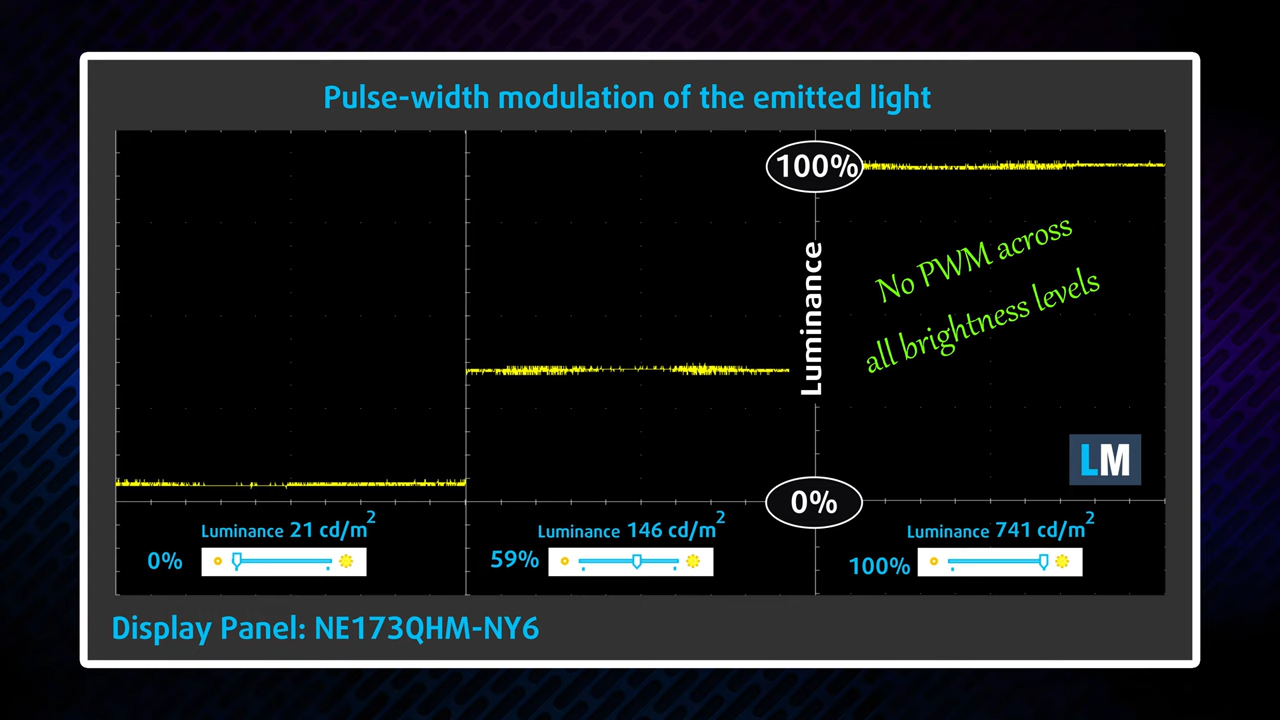 Pulse-width modulation of the emitted light
100%
Luminance
0%
No PWM across
all brightness levels
LM
Luminance 21 cd/m²
0%
Luminance 146 cd/m²
59%
Luminance 741 cd/m²
100%
Display Panel: NE173QHM-NY6